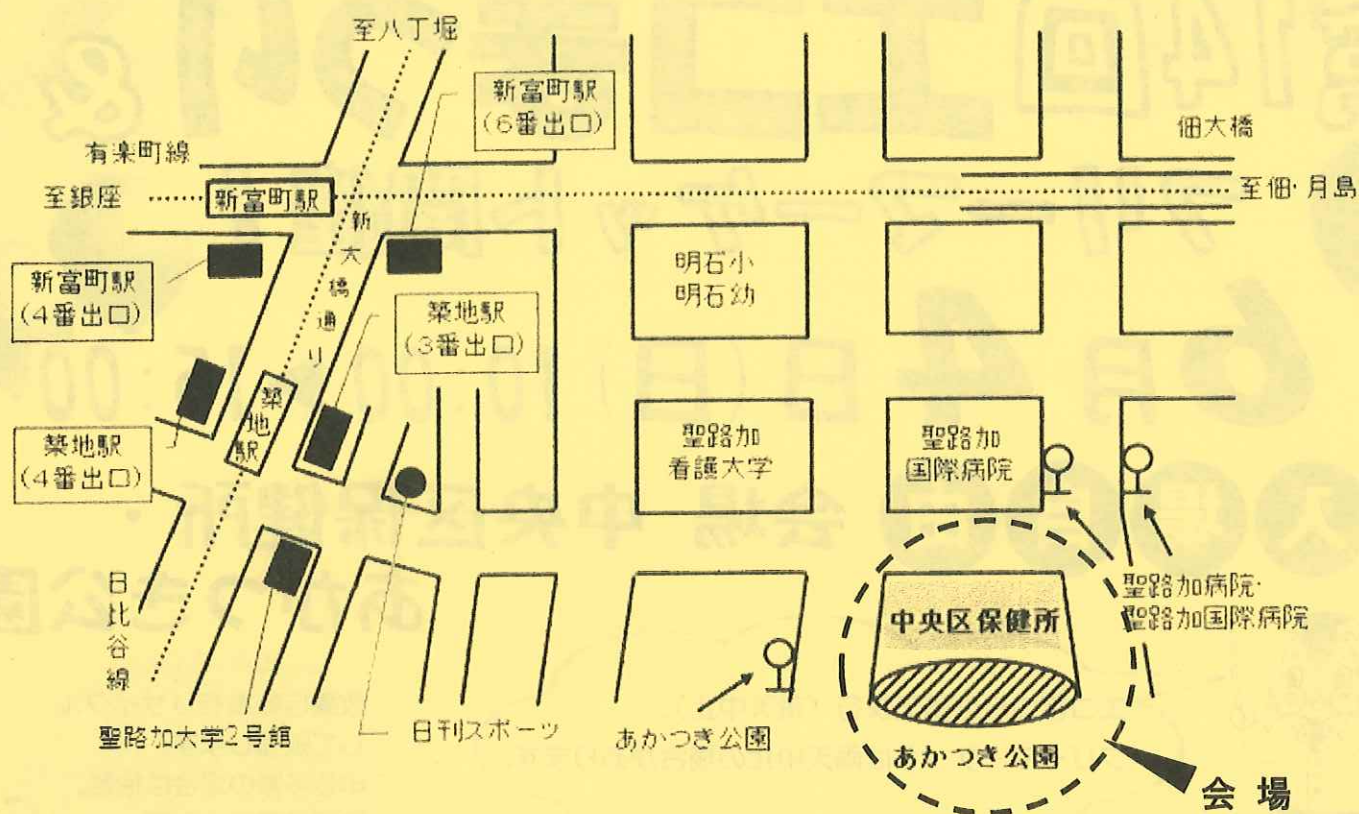 至八丁堀
新富町駅
(6番出口)
佃大橋
有楽町線
至銀座
新富町駅
至佃・月島
新大橋通り
新富町駅
(4番出口)
築地駅
(3番出口)
明石小
明石幼
築地駅
築地駅
(4番出口)
聖路加
看護大学
聖路加
国際病院
日比谷線
中央区保健所
聖路加病院・
聖路加国際病院
聖路加大学2号館
日刊スポーツ
あかつき公園
あかつき公園
会場